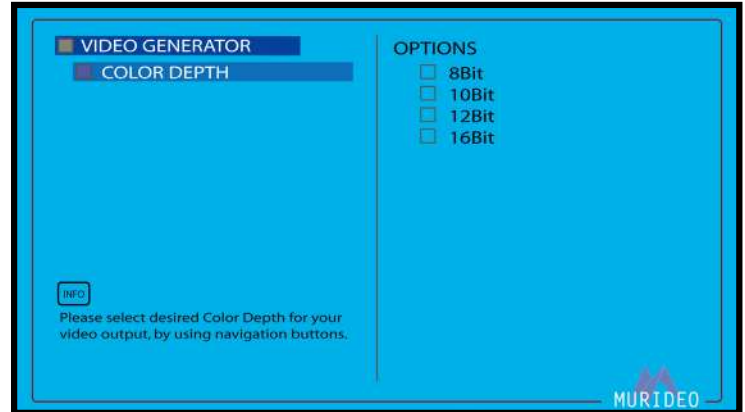 VIDEO GENERATOR
COLOR DEPTH
OPTIONS
8Bit
10Bit
12Bit
16Bit
INFO
Please select desired Color Depth for your
video output, by using navigation buttons.
MURIDEO